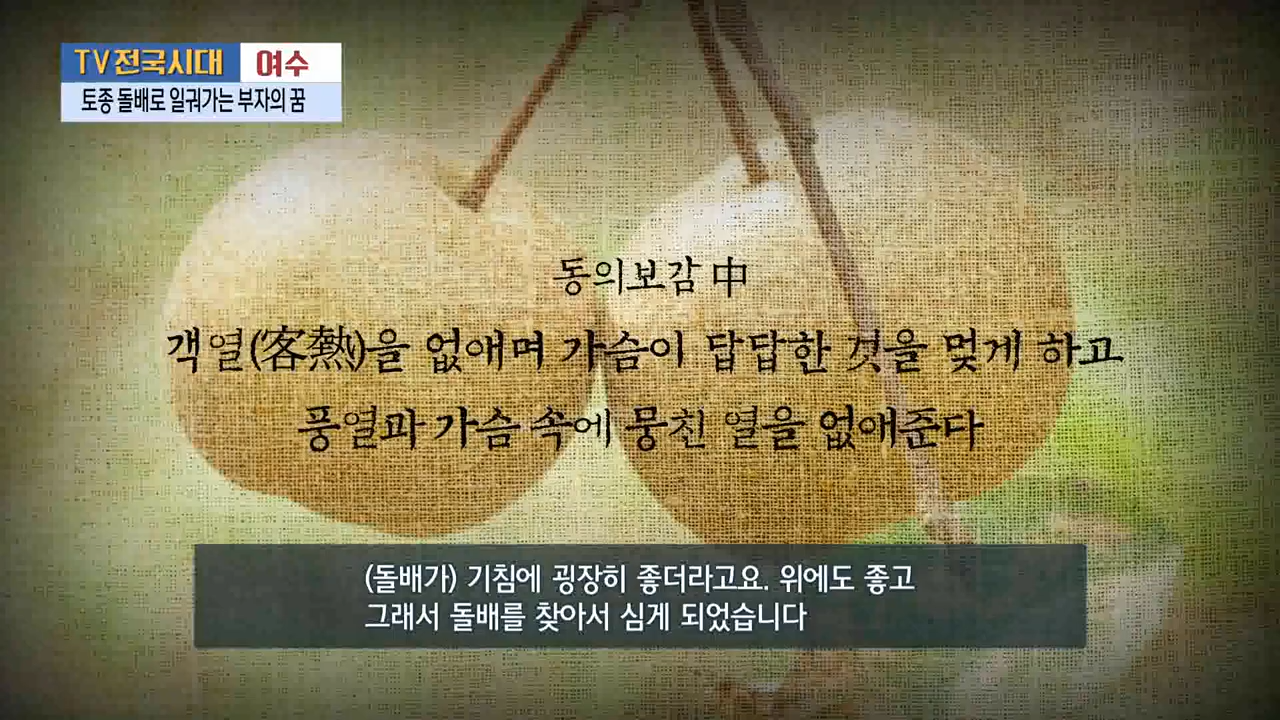 TV전국시대 여수
토종 돌배로 일궈가는 부자의 꿈
동의보감 中
객열(客熱)을 없애며 가슴이 답답한 것을 멎게 하고
풍열과 가슴 속에 뭉친 열을 없애준다
(돌배가) 기침에 굉장히 좋더라고요. 위에도 좋고
그래서 돌배를 찾아서 심게 되었습니다